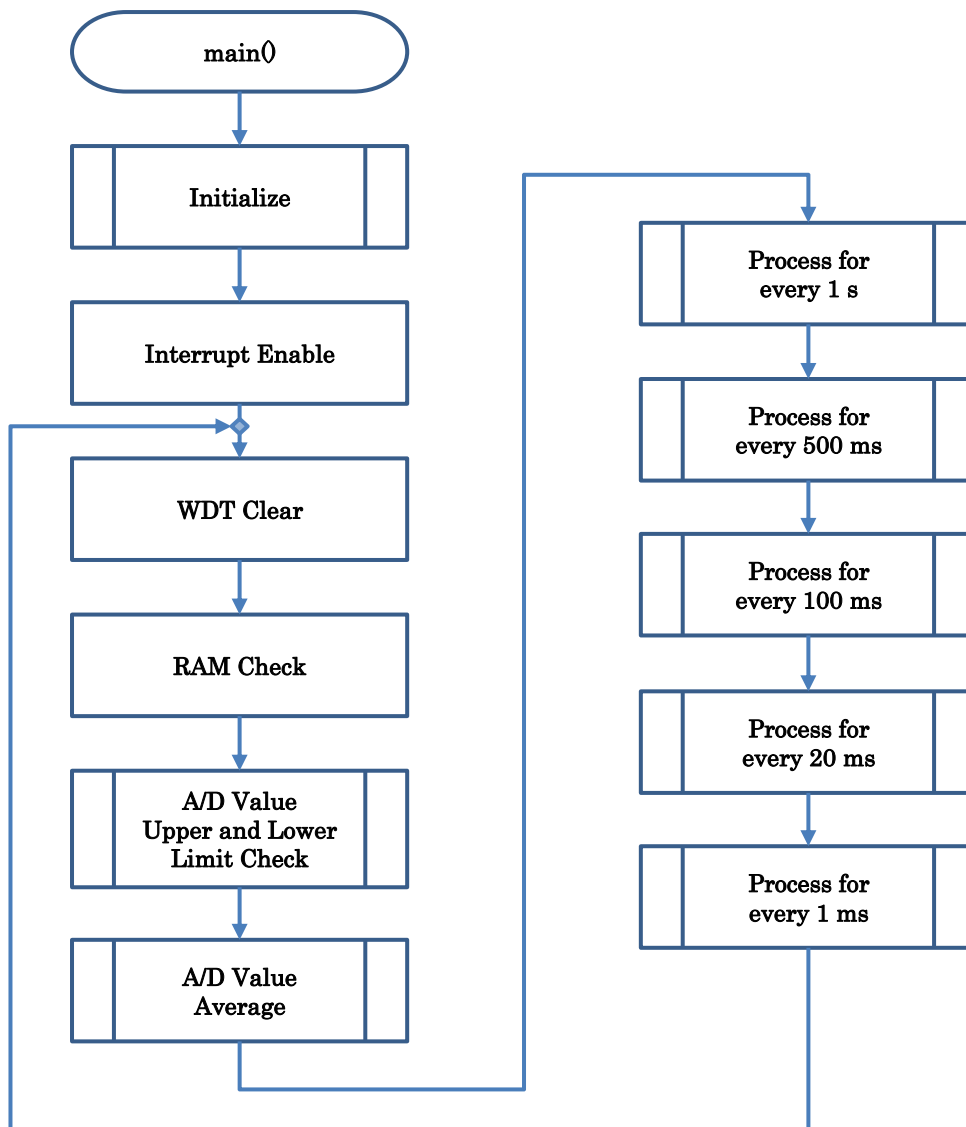 main()
Initialize
Interrupt Enable
WDT Clear
RAM Check
A/D Value
Upper and Lower
Limit Check
A/D Value
Average
Process for
every 1 s
Process for
every 500 ms
Process for
every 100 ms
Process for
every 20 ms
Process for
every 1 ms